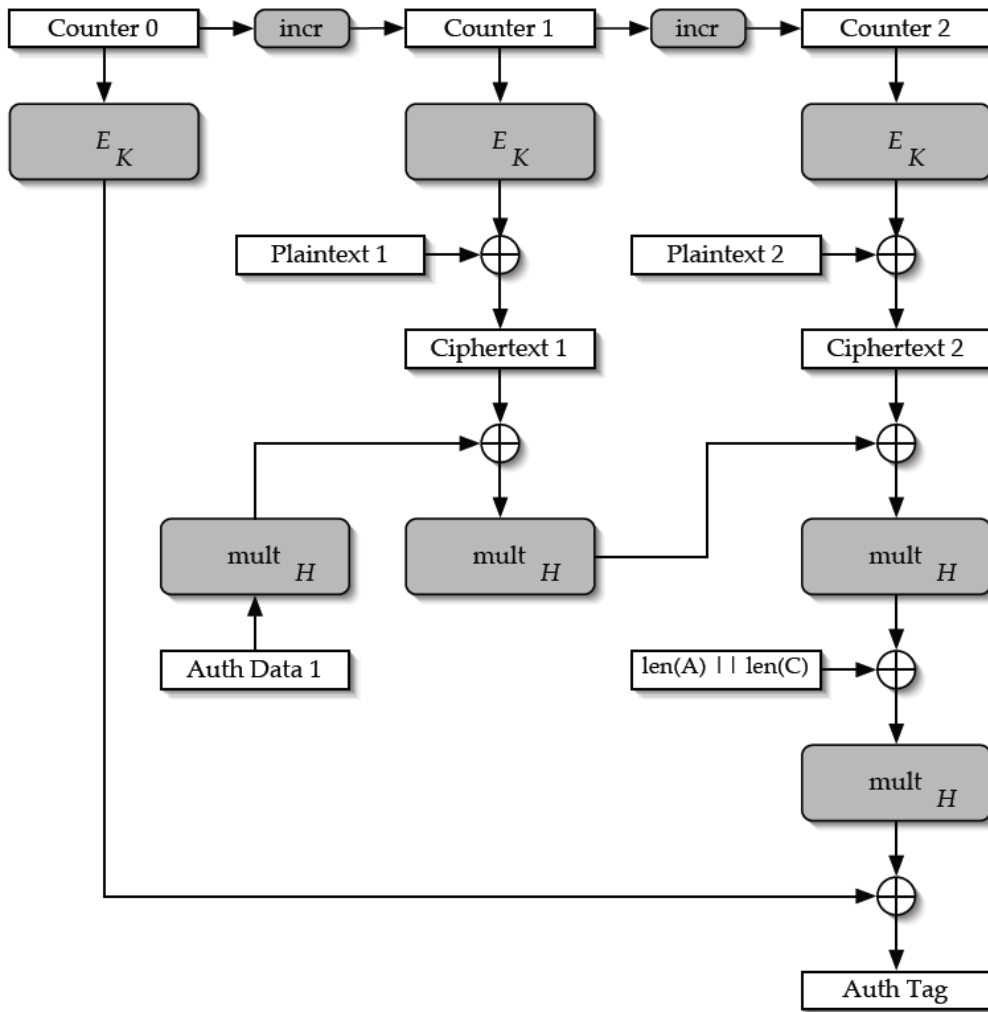 Counter 0
incr
Counter 1
incr
Counter 2
E K
E K
E K
Plaintext 1
Plaintext 2
Ciphertext 1
Ciphertext 2
mult H
mult H
mult H
Auth Data 1
len(A) | | len(C)
mult H
Auth Tag